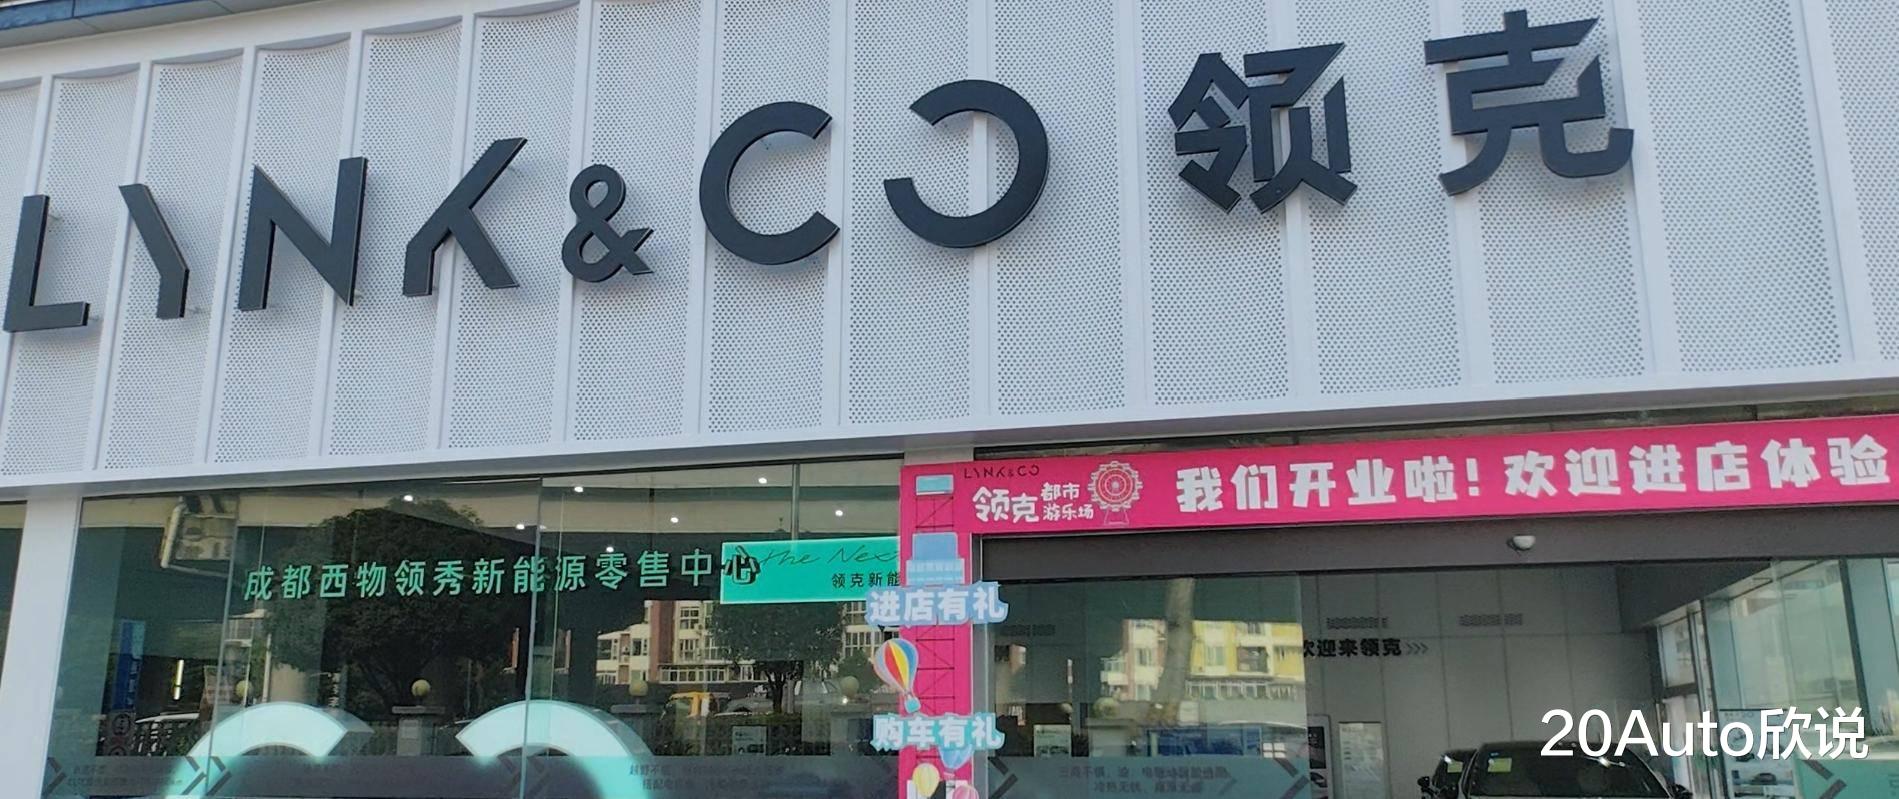 LYNK&CO 领克
LYNK&CO
领克 都市
游乐场
我们开业啦!欢迎进店体验
成都西物领秀新能源零售中心
The Next
领克新能
进店有礼
欢迎来领克>>>
购车有礼
20Auto欣说